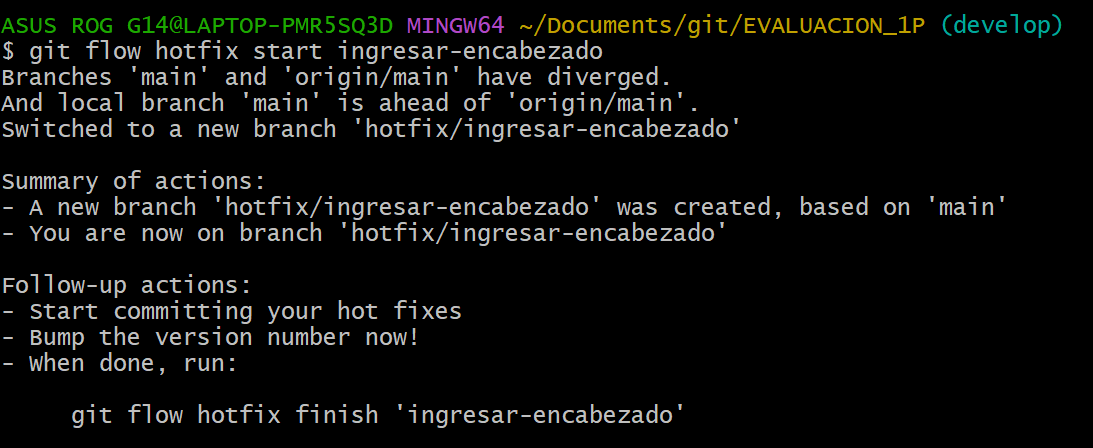 ASUS ROG G14@LAPTOP-PMR5SQ3D MINGW64 ~/Documents/git/EVALUACION_1P (develop)
$ git flow hotfix start ingresar-encabezado
Branches 'main' and 'origin/main' have diverged.
And local branch 'main' is ahead of 'origin/main'.
Switched to a new branch 'hotfix/ingresar-encabezado'

Summary of actions:
- A new branch 'hotfix/ingresar-encabezado' was created, based on 'main'
- You are now on branch 'hotfix/ingresar-encabezado'

Follow-up actions:
- Start committing your hot fixes
- Bump the version number now!
- When done, run:

     git flow hotfix finish 'ingresar-encabezado'